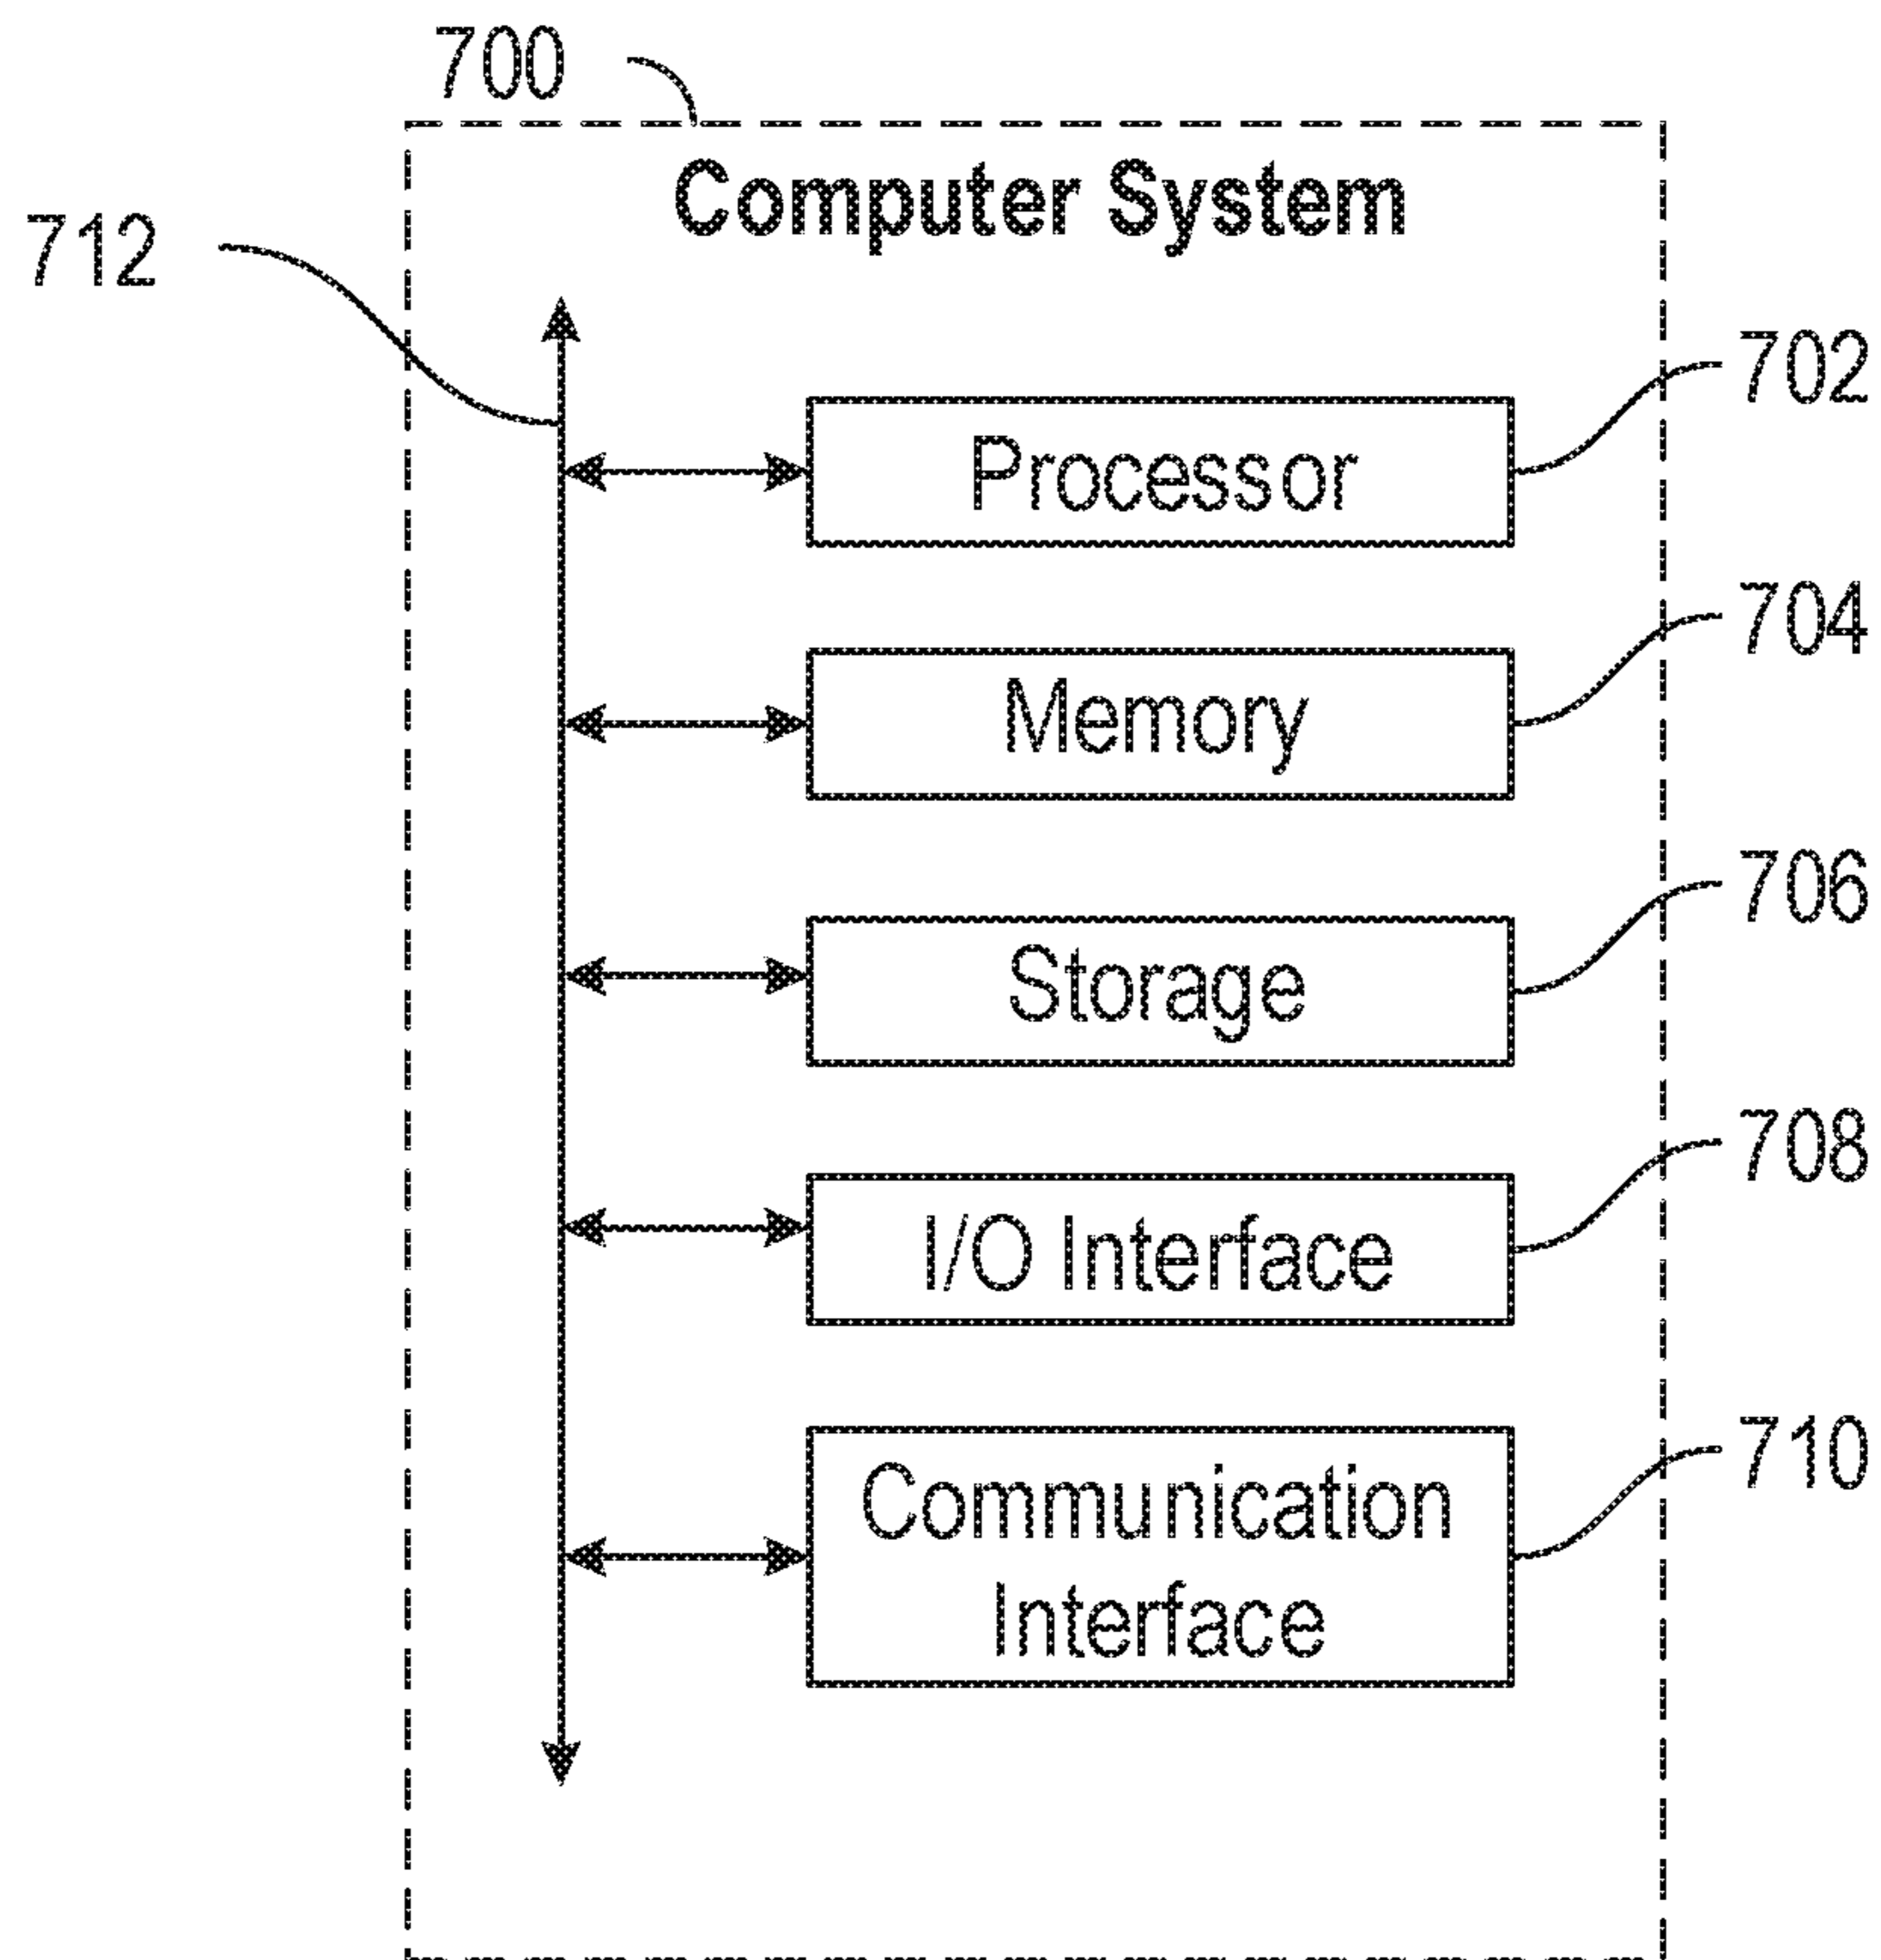 700
Computer System
712
702
Processor
704
Memory
706
Storage
708
I/O Interface
710
Communication
Interface